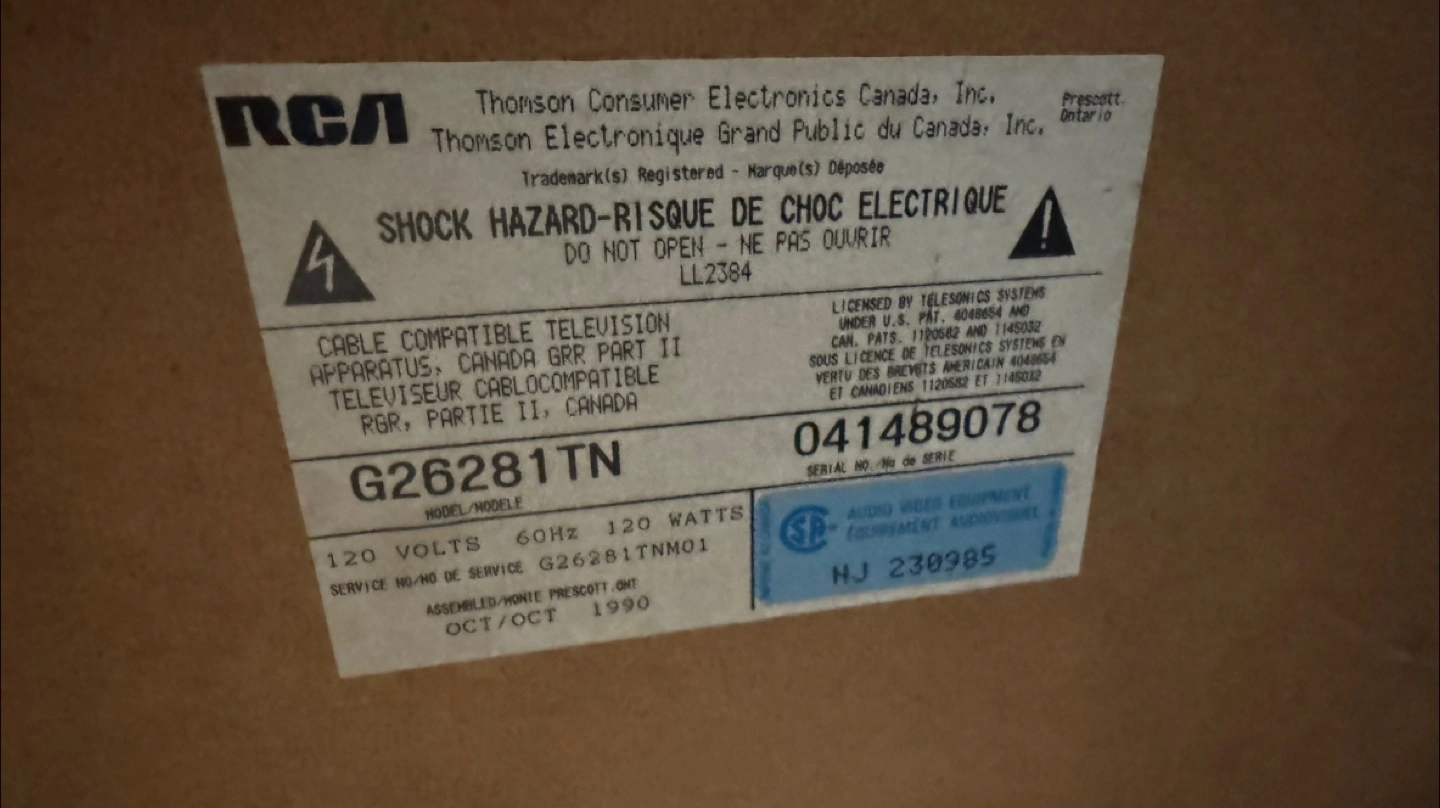 RCA
Thomson Consumer Electronics Canada, Inc.
Thomson Electronique Grand Public du Canada, Inc.
Prescott.
Ontario
Trademark(s) Registered - Marque(s) Déposée
SHOCK HAZARD-RISQUE DE CHOC ELECTRIQUE
DO NOT OPEN - NE PAS OUVRIR
LL2384
CABLE COMPATIBLE TELEVISION
APPARATUS, CANADA GRR PART II
TELEVISEUR CABLOCOMPATIBLE
RGR, PARTIE II, CANADA
LICENSED BY TELESONICS SYSTEMS
UNDER U.S. PAT. 4048654 AND
CAN. PATS. 1120582 AND 1145032
SOUS LICENCE DE TELESONICS SYSTEMS EN
VERTU DES BREVETS AMERICAIN 4048654
ET CANADIENS 1120582 ET 1145032
G26281TN
MODEL/MODELE
041489078
SERIAL NO./No de SERIE
120 VOLTS 60Hz 120 WATTS
SERVICE NO/NO DE SERVICE G26281TNM01
ASSEMBLED/MONTE PRESCOTT.ONT
OCT/OCT 1990
AUDIO VIDEO EQUIPMENT
ÉQUIPEMENT AUDIOVISUEL
NJ 230985